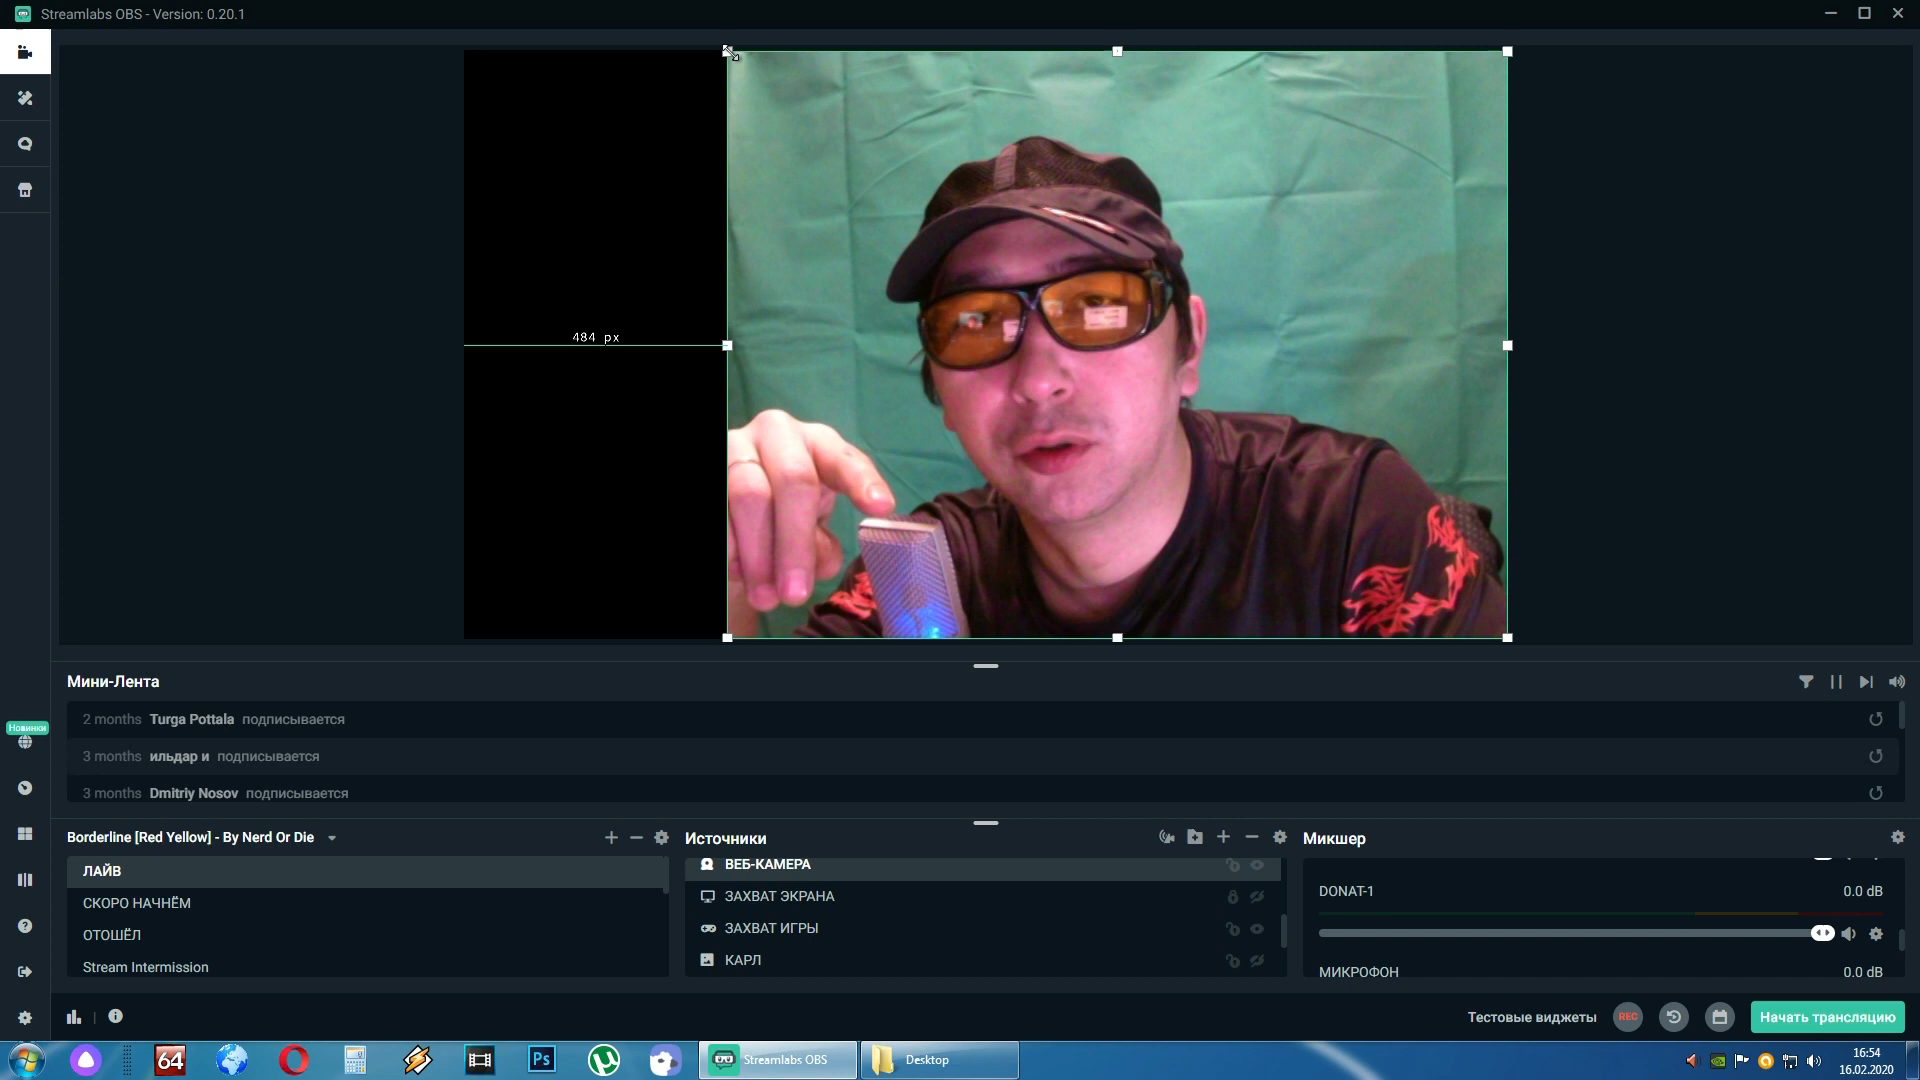 Streamlabs OBS - Version: 0.20.1
484 px
Мини-Лента
2 months Turga Pottala подписывается
3 months ильдар и подписывается
3 months Dmitriy Nosov подписывается
Новинки
Borderline [Red Yellow] - By Nerd Or Die
ЛАЙВ
СКОРО НАЧНЁМ
ОТОШЁЛ
Stream Intermission
Источники
ВЕБ-КАМЕРА
ЗАХВАТ ЭКРАНА
ЗАХВАТ ИГРЫ
КАРЛ
Микшер
DONAT-1 0.0 dB
МИКРОФОН 0.0 dB
Тестовые виджеты
REC
Начать трансляцию
64
Ps
Streamlabs OBS
Desktop
16:54
16.02.2020